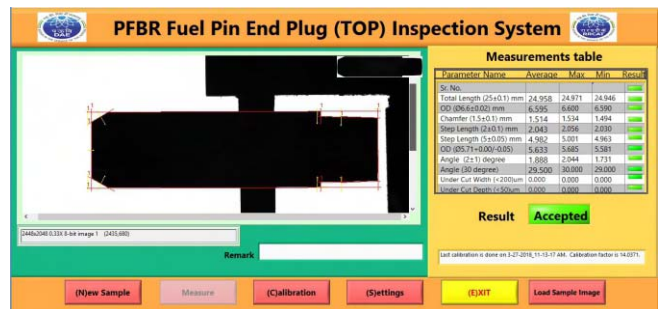 DAE
PFBR Fuel Pin End Plug (TOP) Inspection System
RRCAT
Measurements table
Parameter Name Average Max Min Result
Sr. No.
Total Length (25±0.1) mm 24.958 24.971 24.946
OD (Ø6.6±0.02) mm 6.595 6.600 6.590
Chamfer (1.5±0.1) mm 1.514 1.534 1.494
Step Length (2±0.1) mm 2.043 2.056 2.030
Step Length (5±0.05) mm 4.982 5.001 4.963
OD (Ø5.71+0.00/-0.05) 5.633 5.685 5.581
Angle (2±1) degree 1.888 2.044 1.731
Angle (30 degree) 29.500 30.000 29.000
Under Cut Width (<200)um 0.000 0.000 0.000
Under Cut Depth (<50)um 0.000 0.000 0.000
Result Accepted
2448x2048 0.33X 8-bit image 1 (2435,680)
Remark
Last calibration is done on 3-27-2018_11-13-17 AM. Calibration factor is 14.0371.
(N)ew Sample
Measure
(C)alibration
(S)ettings
(E)XIT
Load Sample Image